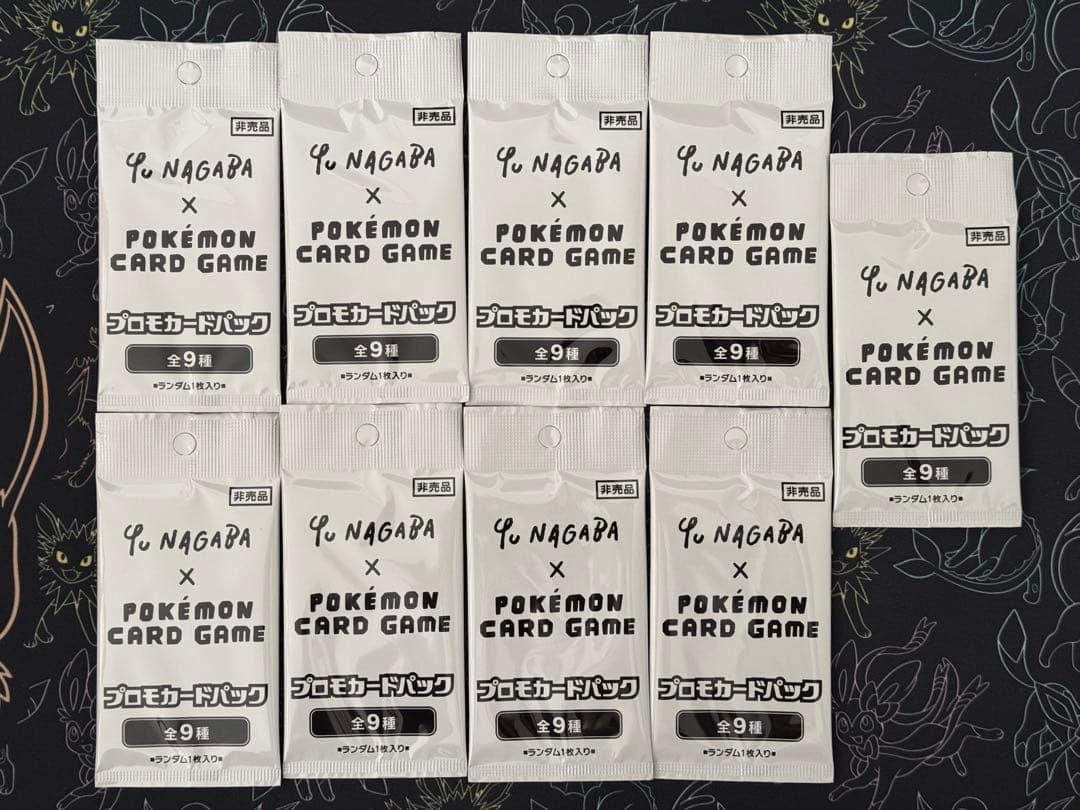 非売品
Yu NAGABA
×
POKÉMON
CARD GAME
プロモカードパック
全9種
■ランダム1枚入り■
非売品
Yu NAGABA
×
POKÉMON
CARD GAME
プロモカードパック
全9種
■ランダム1枚入り■
非売品
Yu NAGABA
×
POKÉMON
CARD GAME
プロモカードパック
全9種
■ランダム1枚入り■
非売品
Yu NAGABA
×
POKÉMON
CARD GAME
プロモカードパック
全9種
■ランダム1枚入り■
非売品
Yu NAGABA
×
POKÉMON
CARD GAME
プロモカードパック
全9種
■ランダム1枚入り■
非売品
Yu NAGABA
×
POKÉMON
CARD GAME
プロモカードパック
全9種
■ランダム1枚入り■
非売品
Yu NAGABA
×
POKÉMON
CARD GAME
プロモカードパック
全9種
■ランダム1枚入り■
非売品
Yu NAGABA
×
POKÉMON
CARD GAME
プロモカードパック
全9種
■ランダム1枚入り■
非売品
Yu NAGABA
×
POKÉMON
CARD GAME
プロモカードパック
全9種
■ランダム1枚入り■